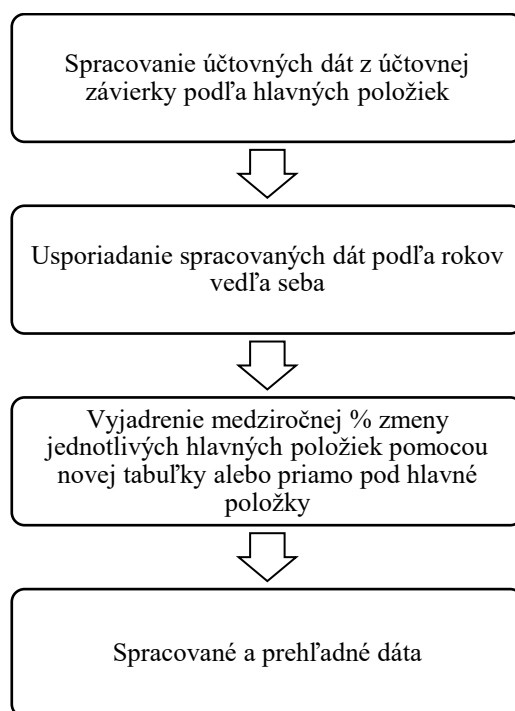 Spracovanie účtovných dát z účtovnej
závierky podľa hlavných položiek
Usporiadanie spracovaných dát podľa rokov
vedľa seba
Vyjadrenie medziročnej % zmeny
jednotlivých hlavných položiek pomocou
novej tabuľky alebo priamo pod hlavné
položky
Spracované a prehľadné dáta